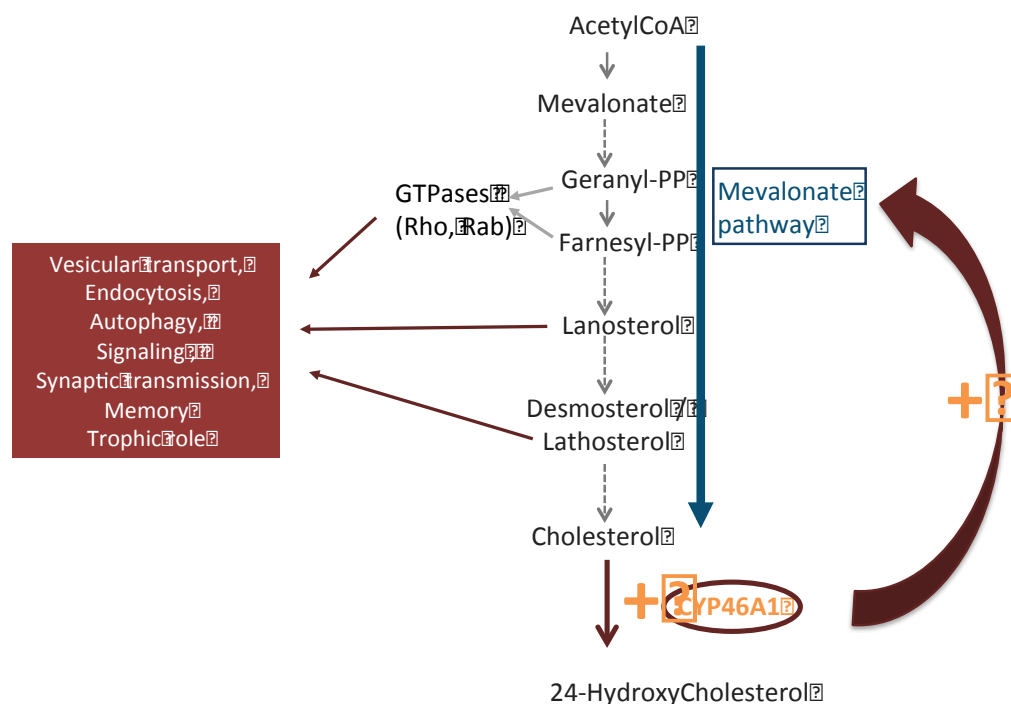 AcetylCoA
Mevalonate
Geranyl-PP
GTPases
(Rho, Rab)
Mevalonate
pathway
Farnesyl-PP
Vesicular transport,
Endocytosis,
Autophagy,
Signaling,
Synaptic transmission,
Memory
Trophic role
Lanosterol
+
Desmosterol /
Lathosterol
Cholesterol
+
CYP46A1
24-HydroxyCholesterol